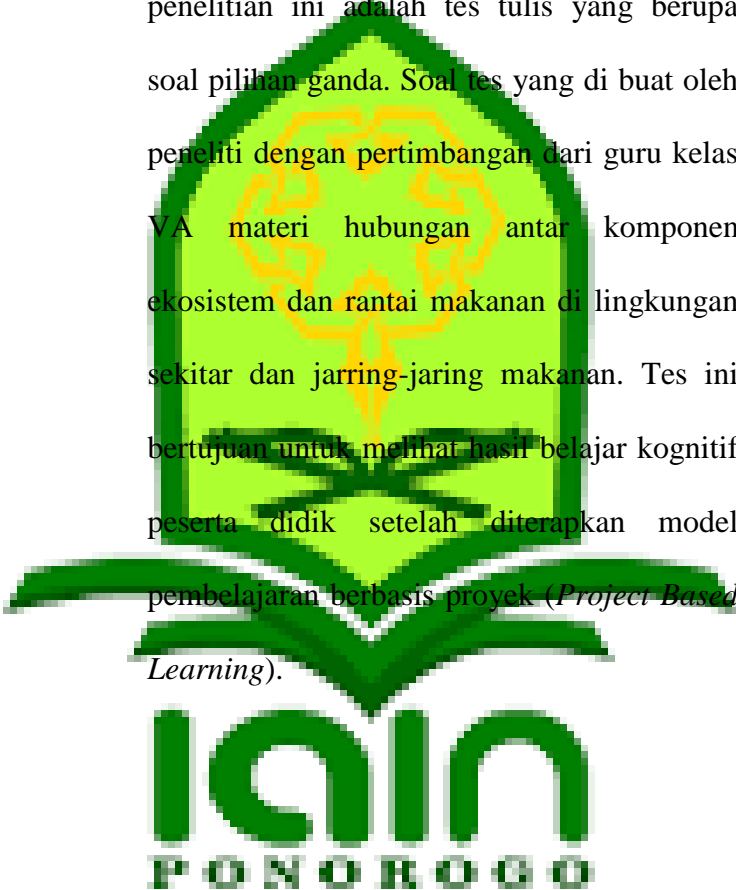 penelitian ini adalah tes tulis yang berupa
soal pilihan ganda. Soal tes yang di buat oleh
peneliti dengan pertimbangan dari guru kelas
VA materi hubungan antar komponen
ekosistem dan rantai makanan di lingkungan
sekitar dan jarring-jaring makanan. Tes ini
bertujuan untuk melihat hasil belajar kognitif
peserta didik setelah diterapkan model
pembelajaran berbasis proyek (Project Based
Learning).
iain
PONOROGO